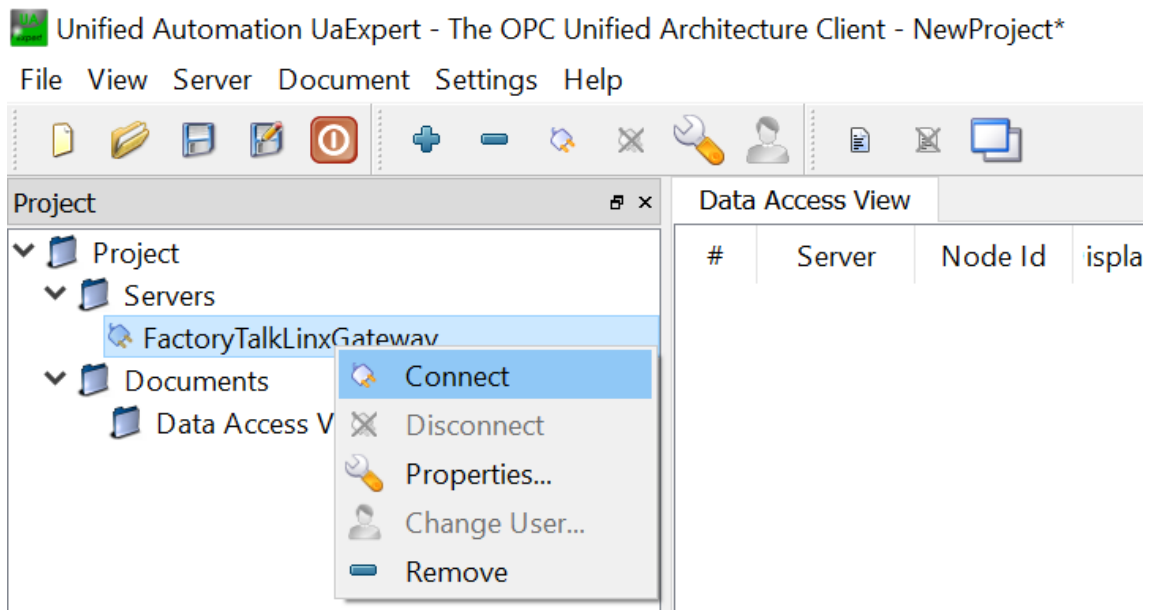 Unified Automation UaExpert - The OPC Unified Architecture Client - NewProject*
File View Server Document Settings Help
Project
Data Access View
Project
# Server Node Id ispla
Servers
FactoryTalkLinxGateway
Connect
Documents
Disconnect
Data Access V
Properties...
Change User...
Remove